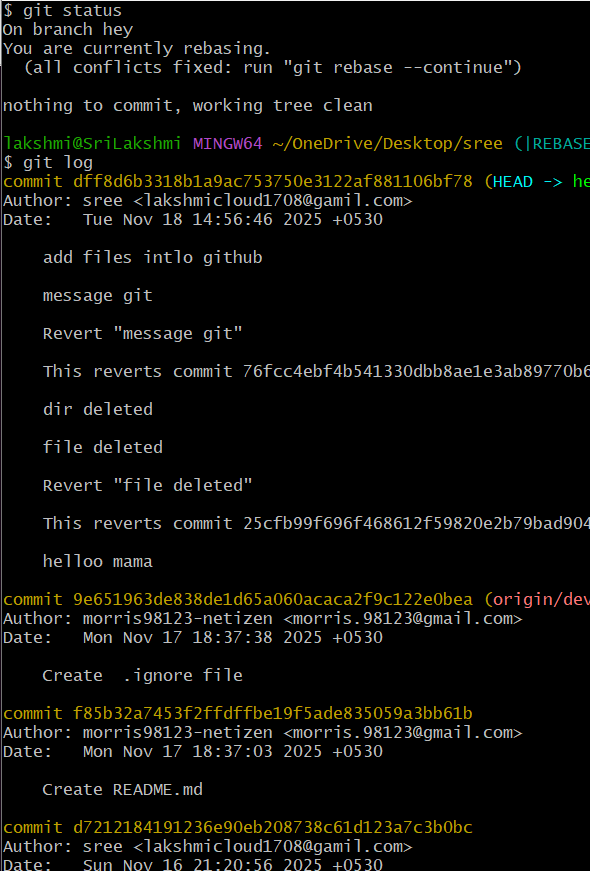 $ git status
On branch hey
You are currently rebasing.
  (all conflicts fixed: run "git rebase --continue")

nothing to commit, working tree clean

lakshmi@SriLakshmi MINGW64 ~/OneDrive/Desktop/sree (|REBASE
$ git log
commit dff8d6b3318b1a9ac753750e3122af881106bf78 (HEAD -> he
Author: sree <lakshmicloud1708@gamil.com>
Date:   Tue Nov 18 14:56:46 2025 +0530

    add files intlo github

    message git

    Revert "message git"

    This reverts commit 76fcc4ebf4b541330dbb8ae1e3ab89770b6

    dir deleted

    file deleted

    Revert "file deleted"

    This reverts commit 25cfb99f696f468612f59820e2b79bad904

    helloo mama

commit 9e651963de838de1d65a060acaca2f9c122e0bea (origin/dev
Author: morris98123-netizen <morris.98123@gmail.com>
Date:   Mon Nov 17 18:37:38 2025 +0530

    Create  .ignore file

commit f85b32a7453f2ffdffbe19f5ade835059a3bb61b
Author: morris98123-netizen <morris.98123@gmail.com>
Date:   Mon Nov 17 18:37:03 2025 +0530

    Create README.md

commit d7212184191236e90eb208738c61d123a7c3b0bc
Author: sree <lakshmicloud1708@gamil.com>
Date:   Sun Nov 16 21:20:56 2025 +0530